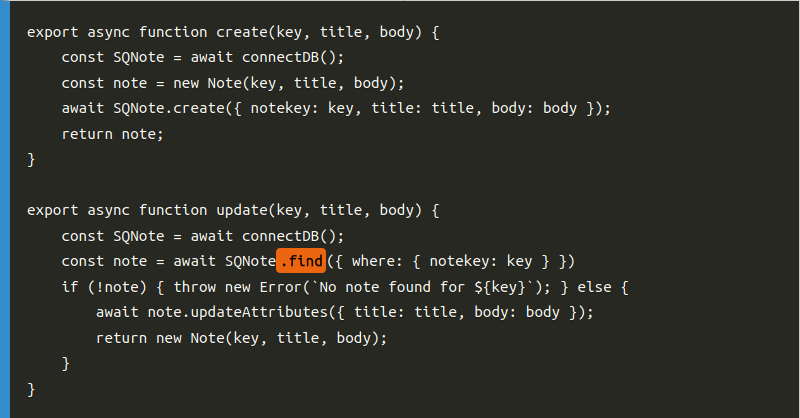 export async function create(key, title, body) {
    const SQNote = await connectDB();
    const note = new Note(key, title, body);
    await SQNote.create({ notekey: key, title: title, body: body });
    return note;
}

export async function update(key, title, body) {
    const SQNote = await connectDB();
    const note = await SQNote.find({ where: { notekey: key } })
    if (!note) { throw new Error(`No note found for ${key}`); } else {
        await note.updateAttributes({ title: title, body: body });
        return new Note(key, title, body);
    }
}